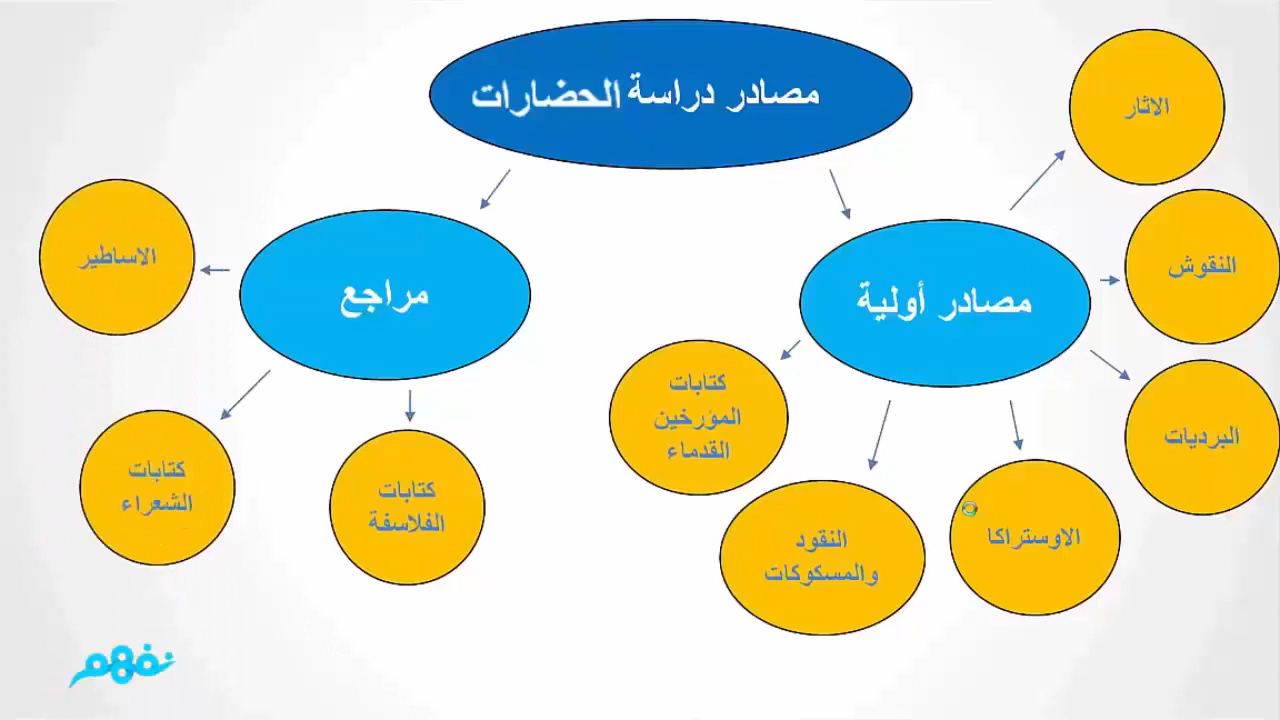 مصادر دراسة الحضارات
مصادر أولية
الاثار
النقوش
البرديات
الاوستراكا
النقود
والمسكوكات
كتابات
المؤرخين
القدماء
مراجع
الاساطير
كتابات
الشعراء
كتابات
الفلاسفة
نفهم